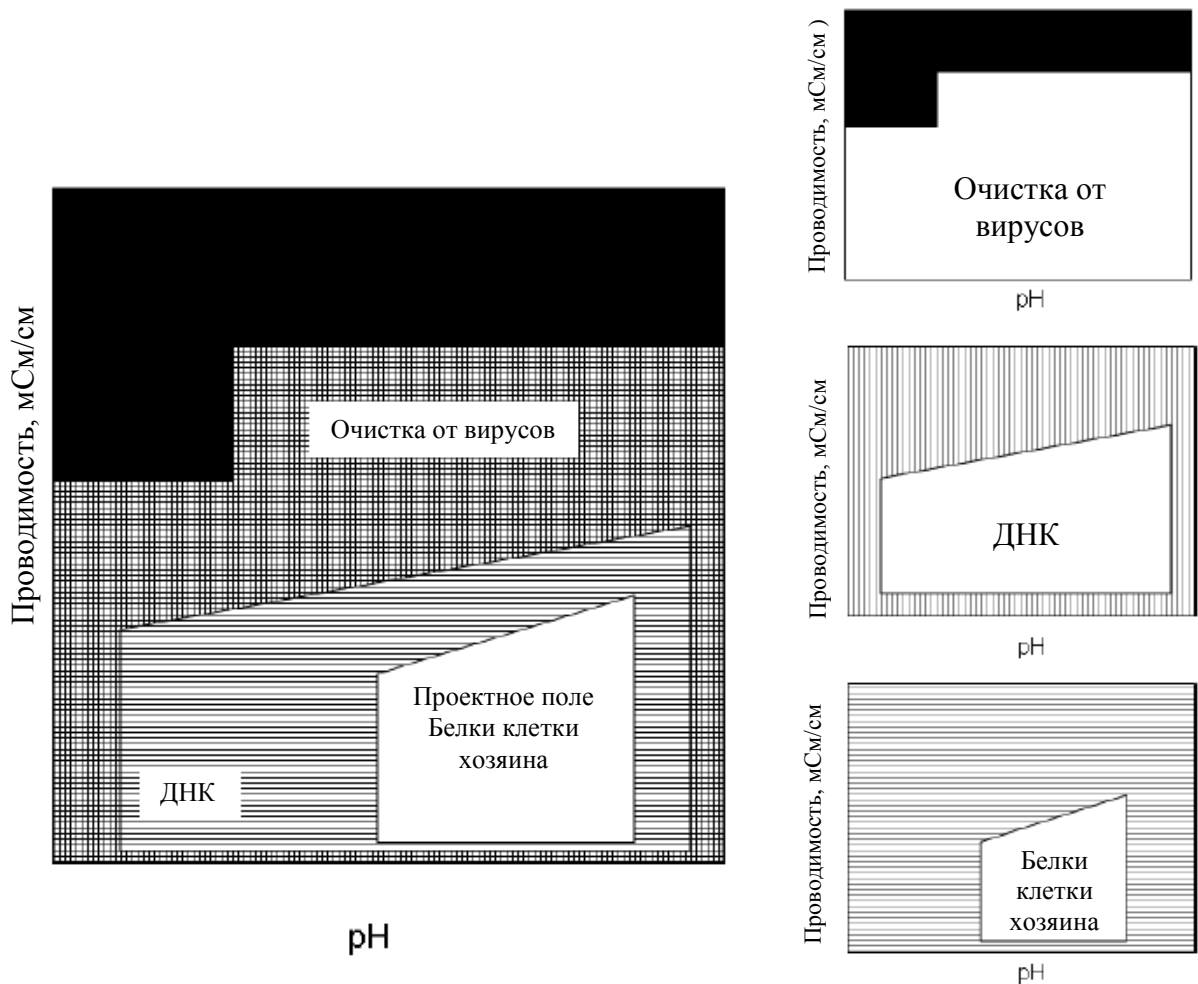 Проводимость, мСм/см
Очистка от вирусов
Проектное поле
Белки клетки
хозяина
ДНК
pH
Проводимость, мСм/см )
Очистка от
вирусов
pH
Проводимость, мСм/см
ДНК
pH
Проводимость, мСм/см
Белки
клетки
хозяина
pH